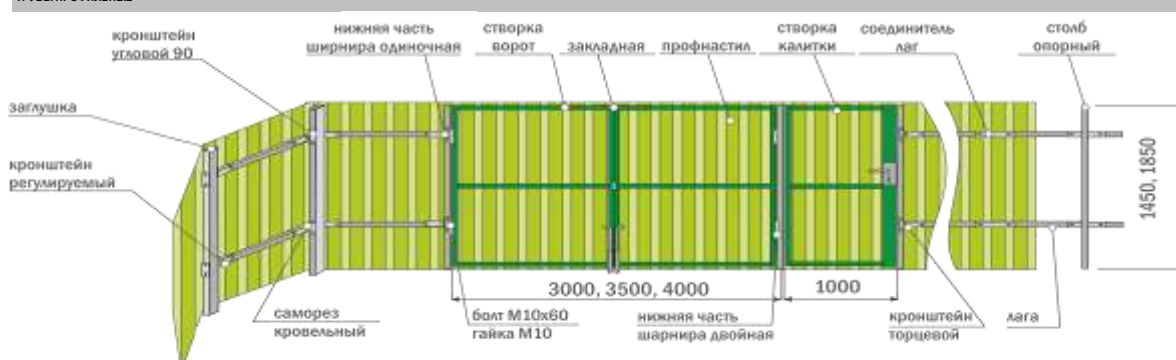 кронштейн
угловой 90
нижняя часть
ширнира одиночная
створка
ворот
закладная
профнастил
створка
калитки
соединитель
лаг
столб
опорный
заглушка
кронштейн
регулируемый
1450, 1850
3000, 3500, 4000
1000
саморез
кровельный
болт М10х60
гайка М10
нижняя часть
шарнира двойная
кронштейн
торцевой
лага